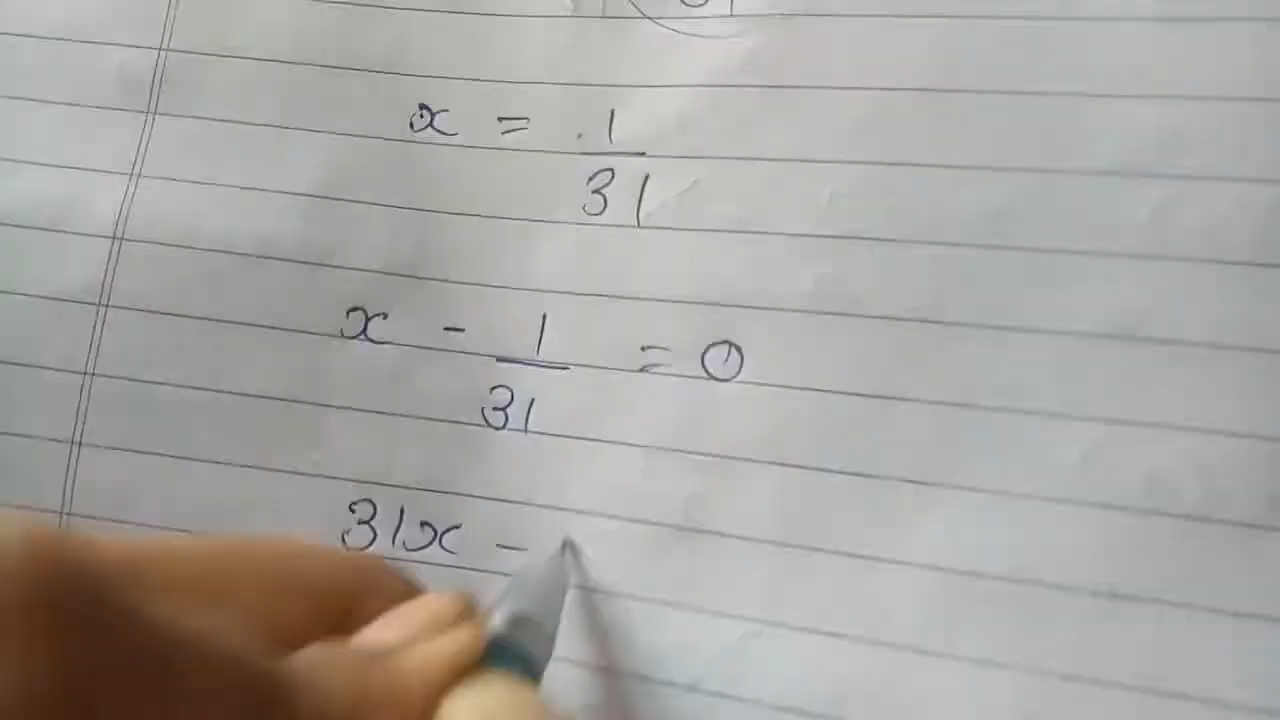 x = 1/31
x - 1/31 = 0
31x -